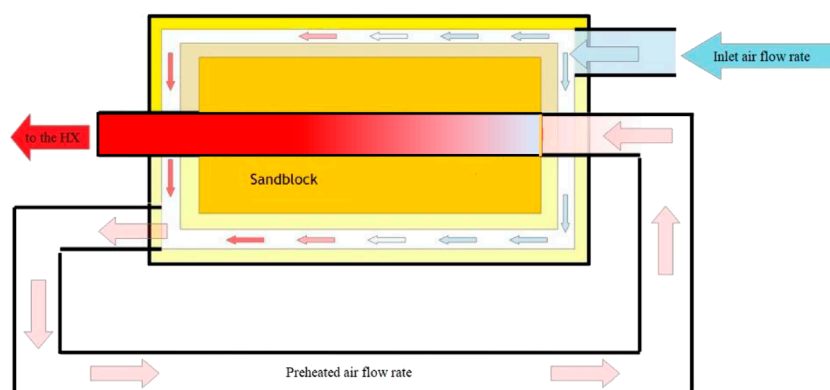 Inlet air flow rate
to the HX
Sandblock
Preheated air flow rate